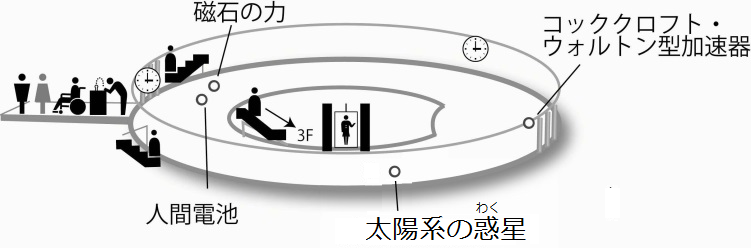 磁石の力
コッククロフト・
ウォルトン型加速器
3F
人間電池
わく
太陽系の惑星